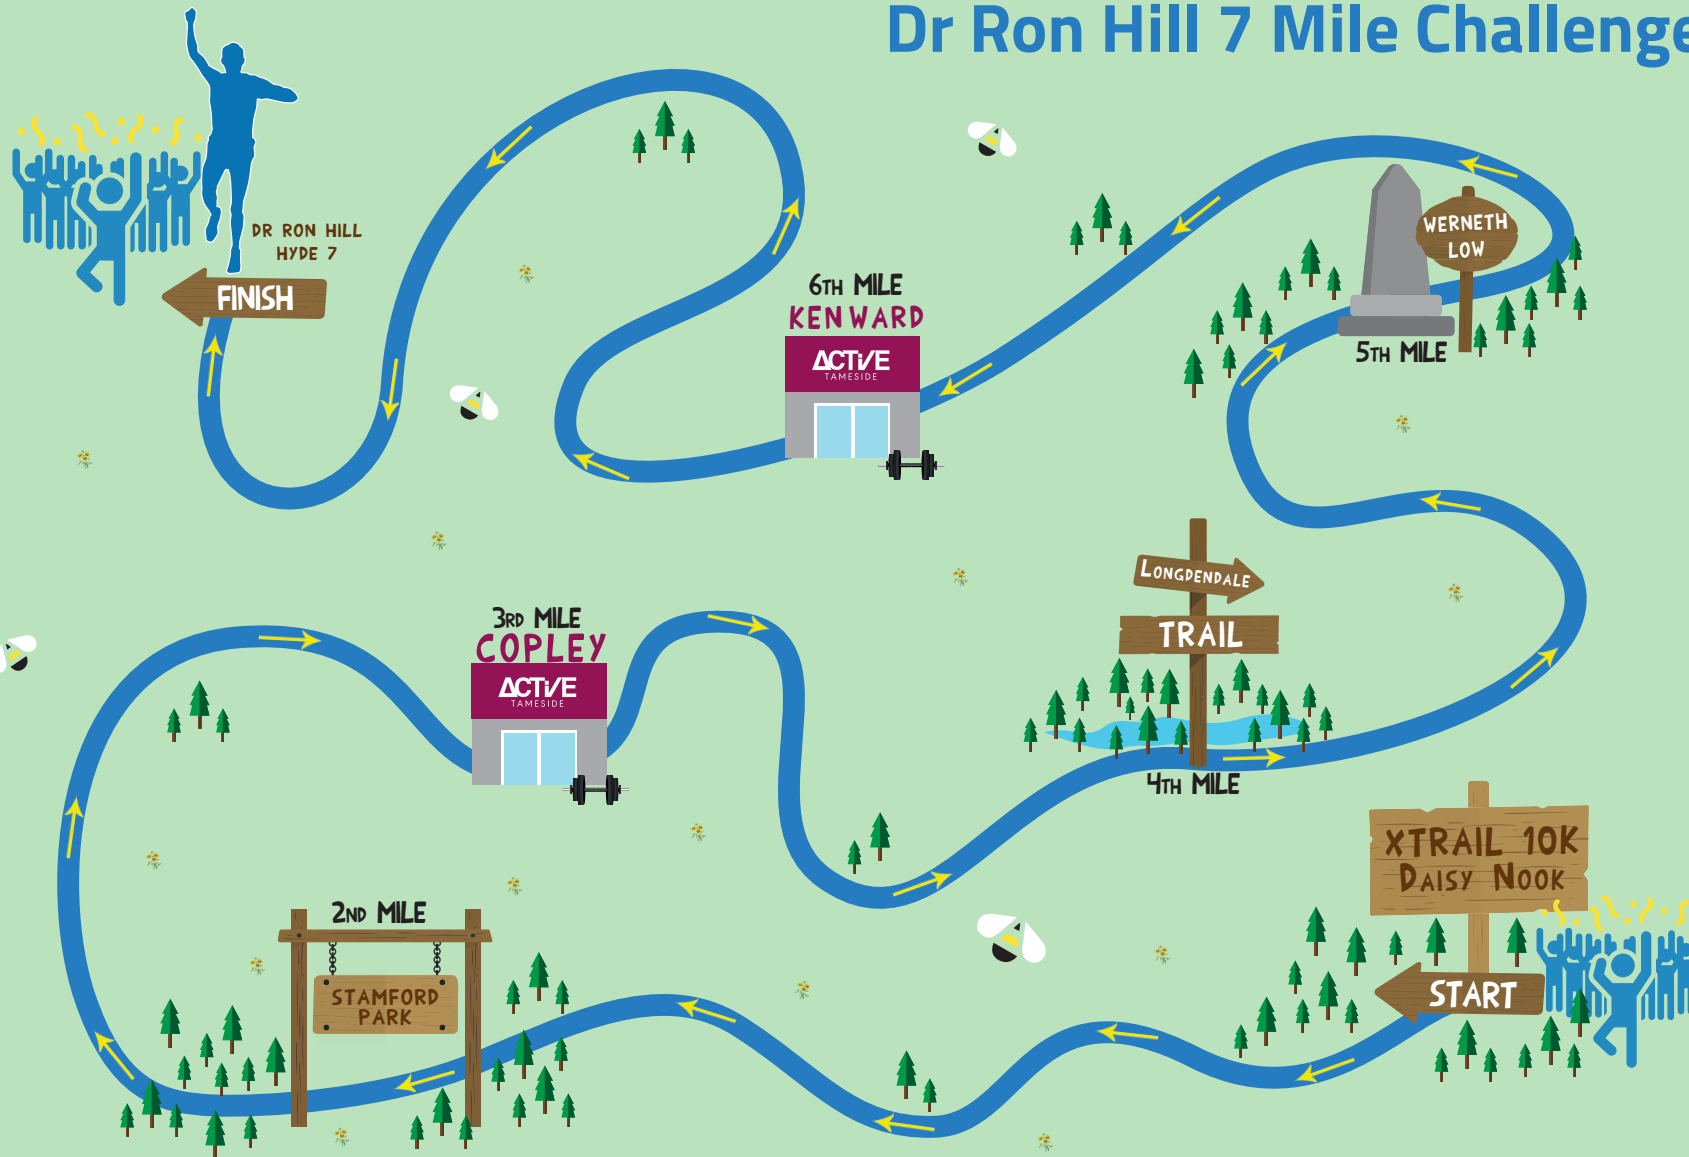 Dr Ron Hill 7 Mile Challenge
DR RON HILL
HYDE 7
FINISH
6TH MILE
KEN WARD
ACTIVE
TAMESIDE
WERNETH
LOW
5TH MILE
LONGDENDALE
TRAIL
4TH MILE
3RD MILE
COPLEY
ACTIVE
TAMESIDE
2ND MILE
STAMFORD
PARK
XTRAIL 10K
DAISY NOOK
START